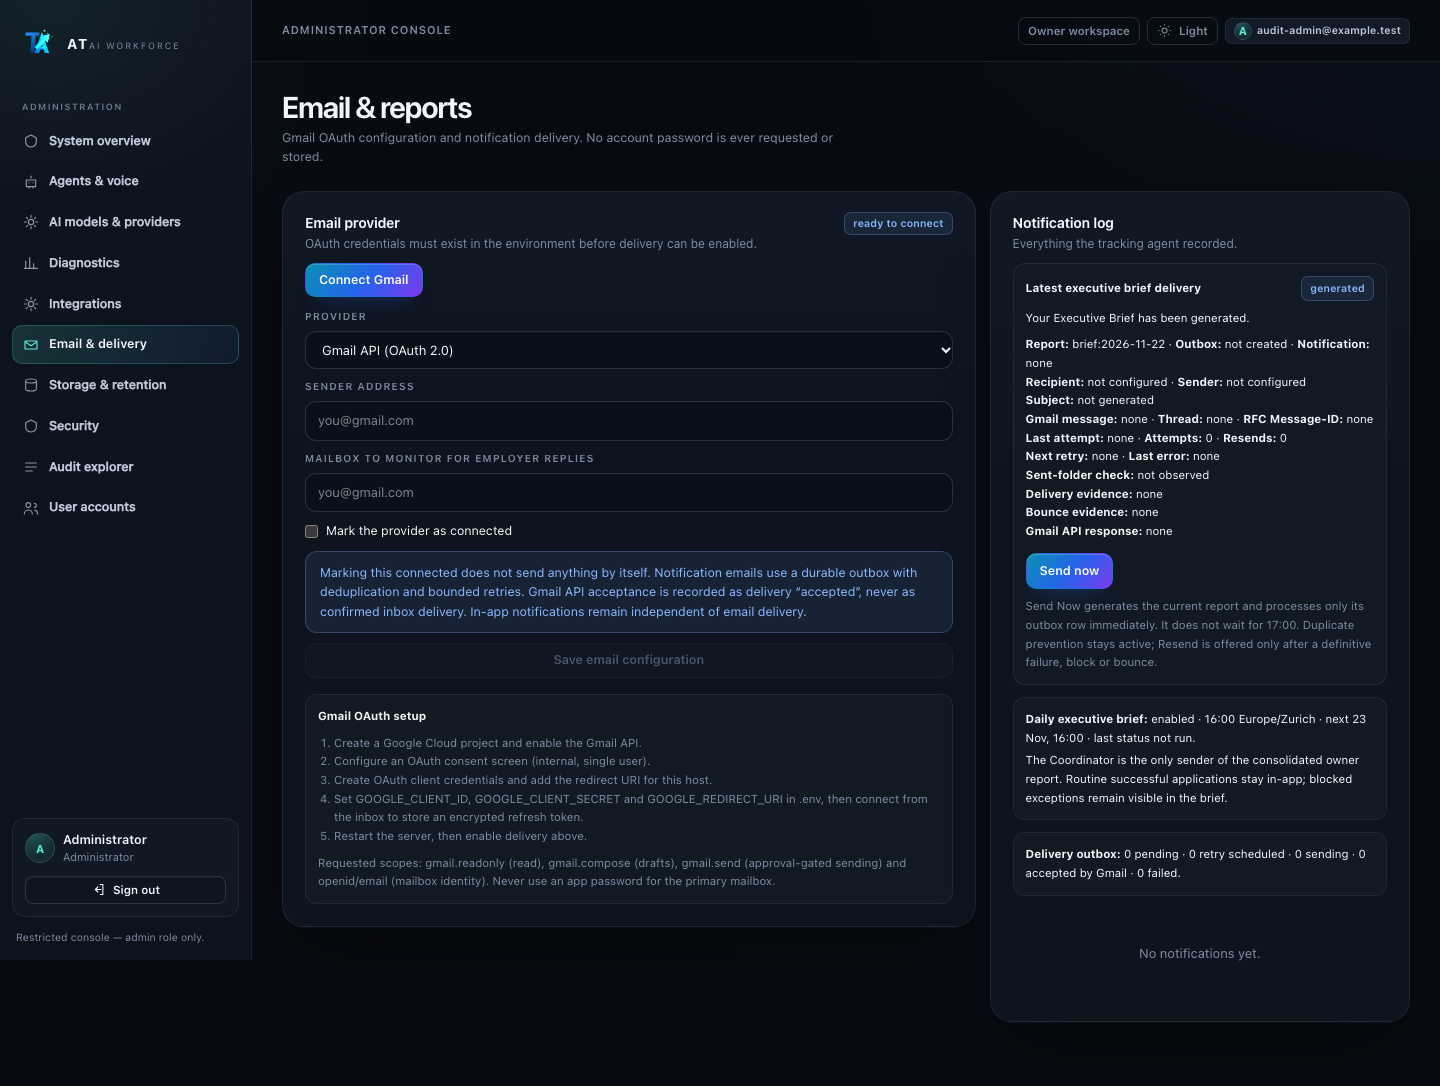 AT AI WORKFORCE
ADMINISTRATION
System overview
Agents & voice
AI models & providers
Diagnostics
Integrations
Email & delivery
Storage & retention
Security
Audit explorer
User accounts
A
Administrator
Administrator
Sign out
Restricted console — admin role only.
ADMINISTRATOR CONSOLE
Owner workspace
Light
A audit-admin@example.test
Email & reports
Gmail OAuth configuration and notification delivery. No account password is ever requested or
stored.
Email provider
ready to connect
OAuth credentials must exist in the environment before delivery can be enabled.
Connect Gmail
PROVIDER
Gmail API (OAuth 2.0)
SENDER ADDRESS
you@gmail.com
MAILBOX TO MONITOR FOR EMPLOYER REPLIES
you@gmail.com
Mark the provider as connected
Marking this connected does not send anything by itself. Notification emails use a durable outbox with
deduplication and bounded retries. Gmail API acceptance is recorded as delivery “accepted”, never as
confirmed inbox delivery. In-app notifications remain independent of email delivery.
Save email configuration
Gmail OAuth setup
1. Create a Google Cloud project and enable the Gmail API.
2. Configure an OAuth consent screen (internal, single user).
3. Create OAuth client credentials and add the redirect URI for this host.
4. Set GOOGLE_CLIENT_ID, GOOGLE_CLIENT_SECRET and GOOGLE_REDIRECT_URI in .env, then connect from
the inbox to store an encrypted refresh token.
5. Restart the server, then enable delivery above.
Requested scopes: gmail.readonly (read), gmail.compose (drafts), gmail.send (approval-gated sending) and
openid/email (mailbox identity). Never use an app password for the primary mailbox.
Notification log
Everything the tracking agent recorded.
Latest executive brief delivery
generated
Your Executive Brief has been generated.
Report: brief:2026-11-22 · Outbox: not created · Notification:
none
Recipient: not configured · Sender: not configured
Subject: not generated
Gmail message: none · Thread: none · RFC Message-ID: none
Last attempt: none · Attempts: 0 · Resends: 0
Next retry: none · Last error: none
Sent-folder check: not observed
Delivery evidence: none
Bounce evidence: none
Gmail API response: none
Send now
Send Now generates the current report and processes only its
outbox row immediately. It does not wait for 17:00. Duplicate
prevention stays active; Resend is offered only after a definitive
failure, block or bounce.
Daily executive brief: enabled · 16:00 Europe/Zurich · next 23
Nov, 16:00 · last status not run.
The Coordinator is the only sender of the consolidated owner
report. Routine successful applications stay in-app; blocked
exceptions remain visible in the brief.
Delivery outbox: 0 pending · 0 retry scheduled · 0 sending · 0
accepted by Gmail · 0 failed.
No notifications yet.